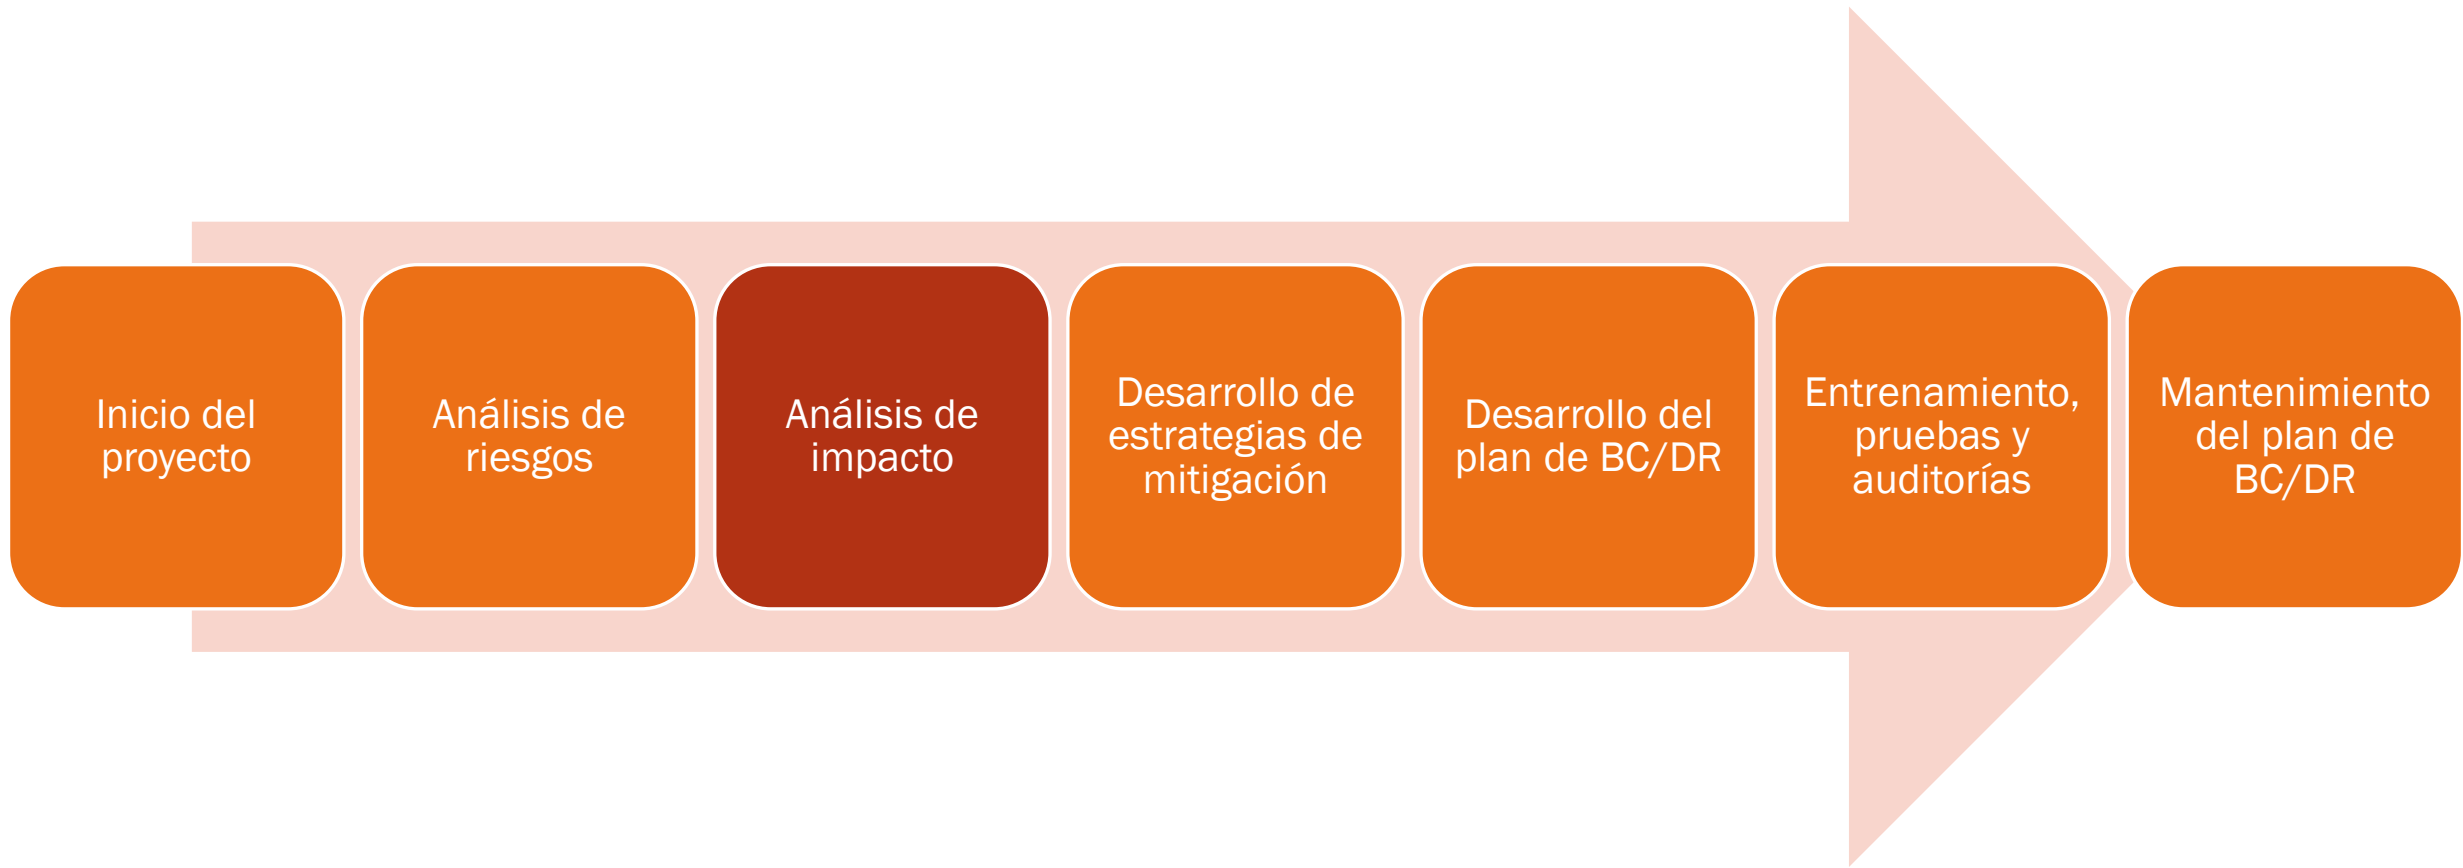 Inicio del
proyecto
Análisis de
riesgos
Análisis de
impacto
Desarrollo de
estrategias de
mitigación
Desarrollo del
plan de BC/DR
Entrenamiento,
pruebas y
auditorías
Mantenimiento
del plan de
BC/DR